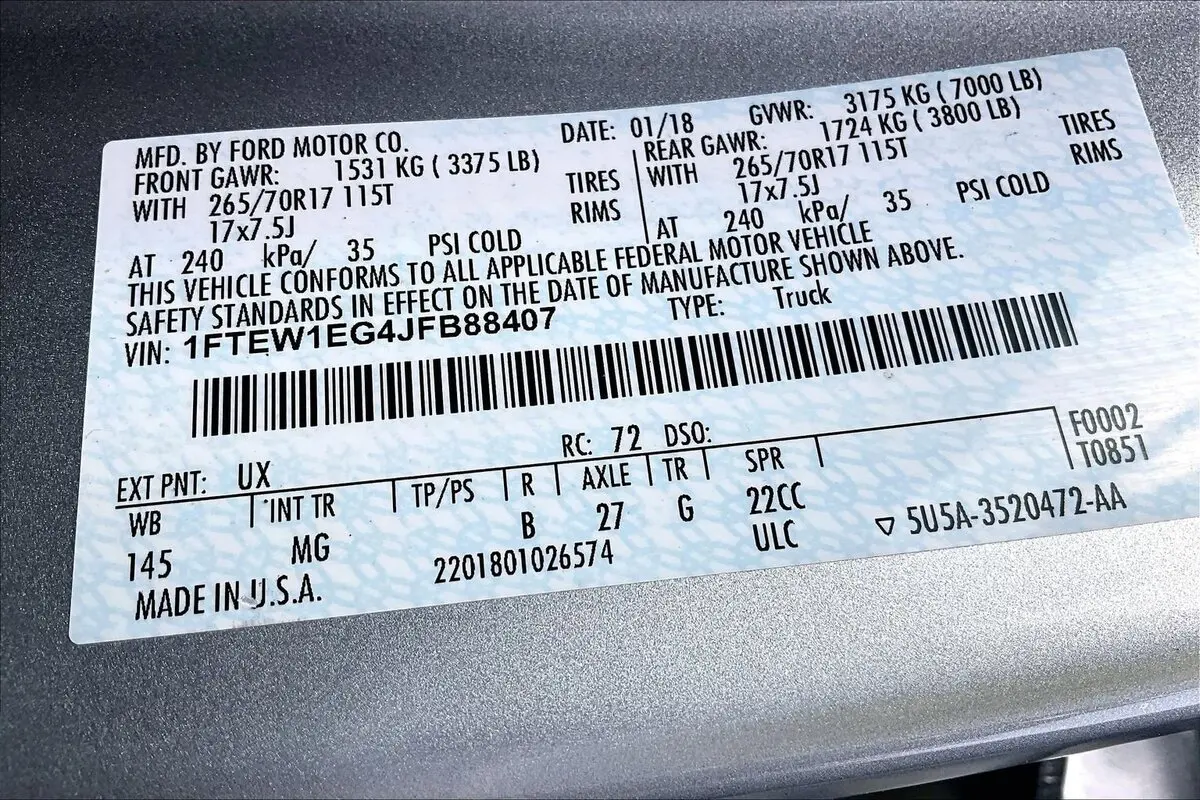 MFD. BY FORD MOTOR CO. DATE: 01/18 GVWR: 3175 KG ( 7000 LB)
FRONT GAWR: 1531 KG ( 3375 LB) REAR GAWR: 1724 KG ( 3800 LB)
WITH 265/70R17 115T TIRES WITH 265/70R17 115T TIRES
17x7.5J RIMS 17x7.5J RIMS
AT 240 kPa/ 35 PSI COLD AT 240 kPa/ 35 PSI COLD
THIS VEHICLE CONFORMS TO ALL APPLICABLE FEDERAL MOTOR VEHICLE
SAFETY STANDARDS IN EFFECT ON THE DATE OF MANUFACTURE SHOWN ABOVE.
VIN: 1FTEW1EG4JFB88407 TYPE: Truck
EXT PNT: UX RC: 72 DSO: F0002
T0851
WB INT TR TP/PS R AXLE TR SPR
145 MG B 27 G 22CC
ULC
MADE IN U.S.A. 2201801026574 5U5A-3520472-AA